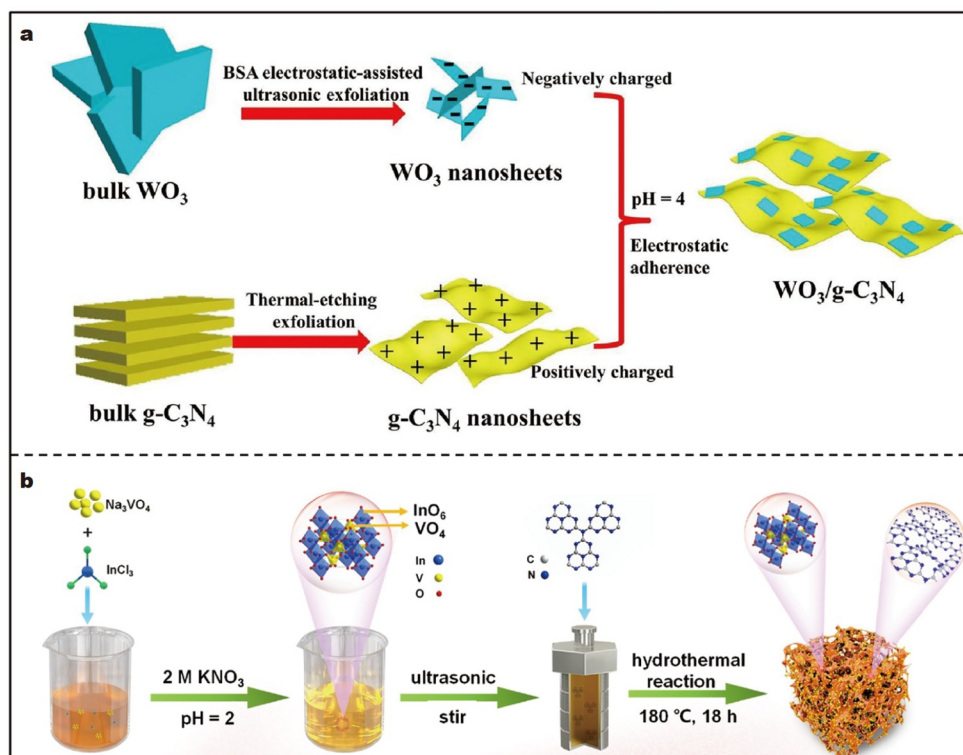 a
BSA electrostatic-assisted
ultrasonic exfoliation
Negatively charged
bulk WO₃
WO₃ nanosheets
pH = 4
Electrostatic
adherence
WO₃/g-C₃N₄
Thermal-etching
exfoliation
Positively charged
bulk g-C₃N₄
g-C₃N₄ nanosheets
b
Na₃VO₄
+
InCl₃
InO₆
VO₄
In
V
O
C
N
2 M KNO₃
pH = 2
ultrasonic
stir
hydrothermal
reaction
180 ℃, 18 h